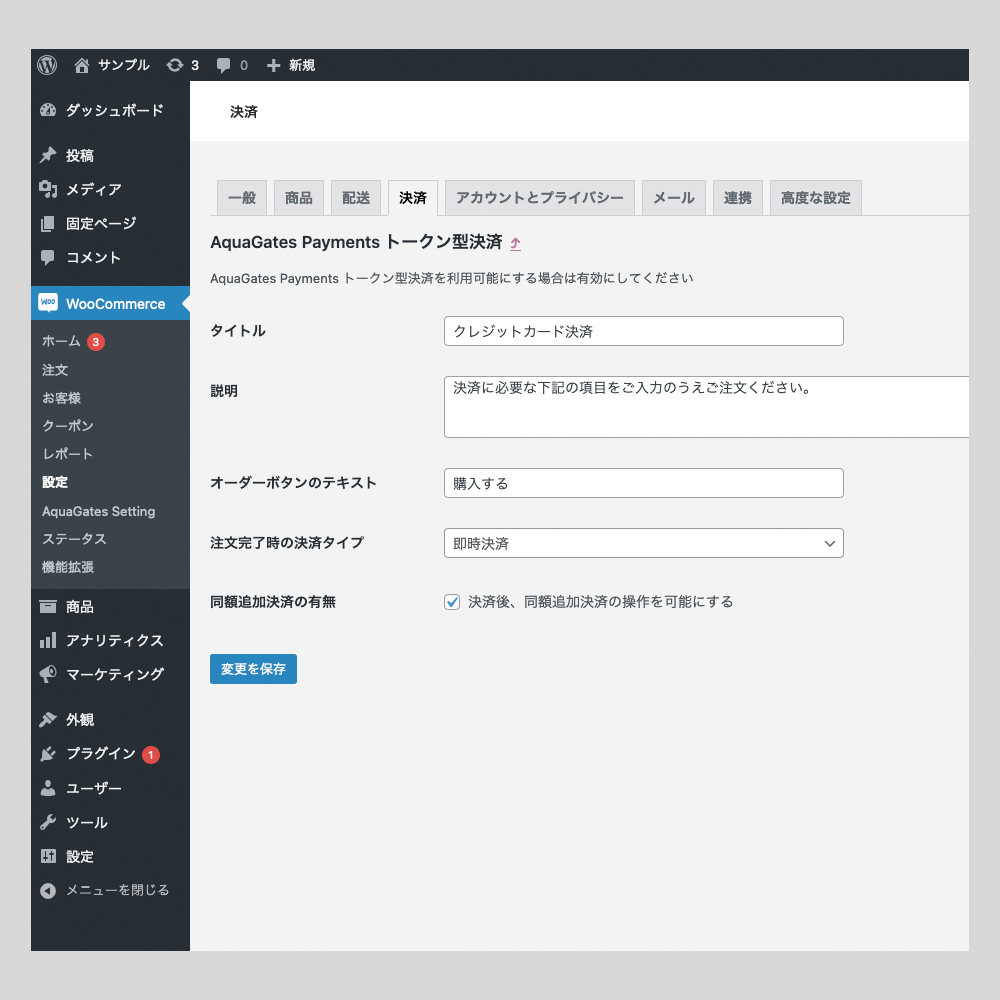 サンプル 3 0 新規
ダッシュボード
投稿
メディア
固定ページ
コメント
WOO WooCommerce
ホーム 3
注文
お客様
クーポン
レポート
設定
AquaGates Setting
ステータス
機能拡張
商品
アナリティクス
マーケティング
外観
プラグイン 1
ユーザー
ツール
設定
メニューを閉じる
決済
一般 商品 配送 決済 アカウントとプライバシー メール 連携 高度な設定
AquaGates Payments トークン型決済
AquaGates Payments トークン型決済を利用可能にする場合は有効にしてください
タイトル クレジットカード決済
説明 決済に必要な下記の項目をご入力のうえご注文ください。
オーダーボタンのテキスト 購入する
注文完了時の決済タイプ 即時決済
同額追加決済の有無 決済後、同額追加決済の操作を可能にする
変更を保存